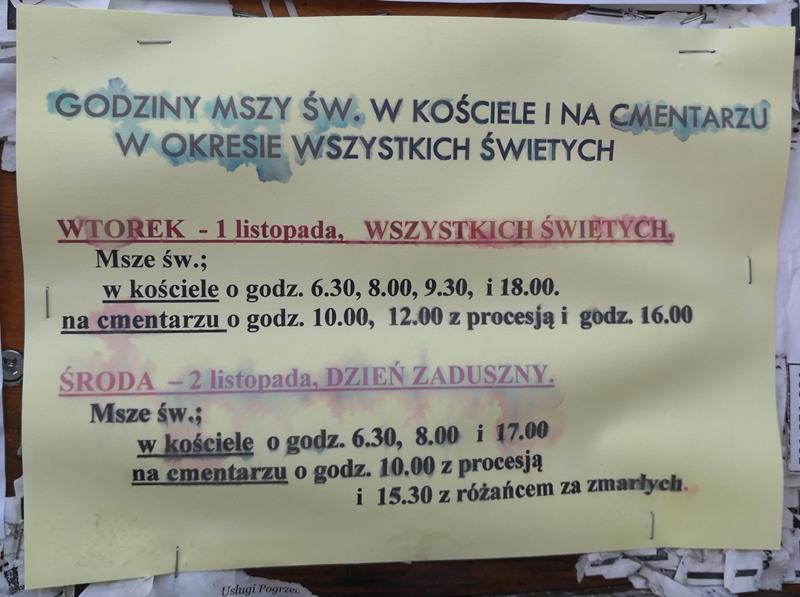 GODZINY MSZY ŚW. W KOŚCIELE I NA CMENTARZU
W OKRESIE WSZYSTKICH ŚWIETYCH
WTOREK - 1 listopada, WSZYSTKICH ŚWIĘTYCH,
Msze św.;
w kościele o godz. 6.30, 8.00, 9.30, i 18.00.
na cmentarzu o godz. 10.00, 12.00 z procesją i godz. 16.00
ŚRODA – 2 listopada, DZIEŃ ZADUSZNY.
Msze św.;
w kościele o godz. 6.30, 8.00 i 17.00
na cmentarzu o godz. 10.00 z procesją
i 15.30 z różańcem za zmarłych.
Usługi